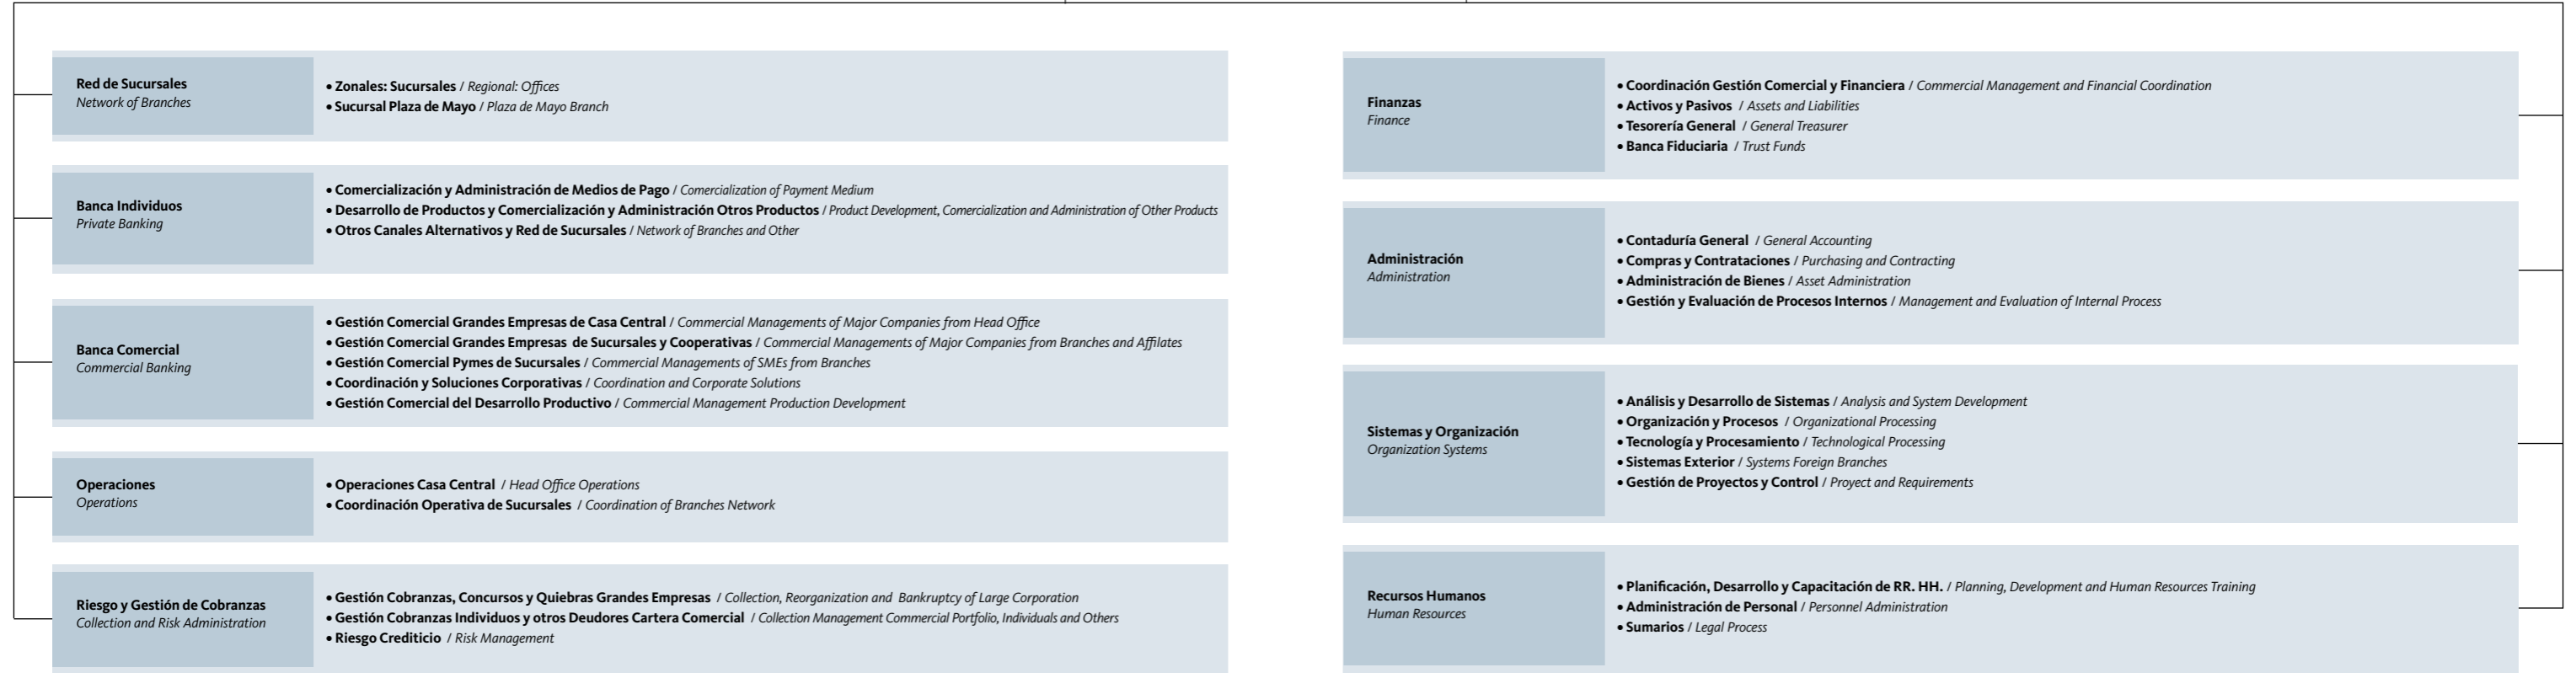 Red de Sucursales
Network of Branches
• Zonales: Sucursales / Regional: Offices
• Sucursal Plaza de Mayo / Plaza de Mayo Branch
Banca Individuos
Private Banking
• Comercialización y Administración de Medios de Pago / Comercialization of Payment Medium
• Desarrollo de Productos y Comercialización y Administración Otros Productos / Product Development, Comercialization and Administration of Other Products
• Otros Canales Alternativos y Red de Sucursales / Network of Branches and Other
Banca Comercial
Commercial Banking
• Gestión Comercial Grandes Empresas de Casa Central / Commercial Managements of Major Companies from Head Office
• Gestión Comercial Grandes Empresas de Sucursales y Cooperativas / Commercial Managements of Major Companies from Branches and Affilates
• Gestión Comercial Pymes de Sucursales / Commercial Managements of SMEs from Branches
• Coordinación y Soluciones Corporativas / Coordination and Corporate Solutions
• Gestión Comercial del Desarrollo Productivo / Commercial Management Production Development
Operaciones
Operations
• Operaciones Casa Central / Head Office Operations
• Coordinación Operativa de Sucursales / Coordination of Branches Network
Riesgo y Gestión de Cobranzas
Collection and Risk Administration
• Gestión Cobranzas, Concursos y Quiebras Grandes Empresas / Collection, Reorganization and Bankruptcy of Large Corporation
• Gestión Cobranzas Individuos y otros Deudores Cartera Comercial / Collection Management Commercial Portfolio, Individuals and Others
• Riesgo Crediticio / Risk Management
Finanzas
Finance
• Coordinación Gestión Comercial y Financiera / Commercial Management and Financial Coordination
• Activos y Pasivos / Assets and Liabilities
• Tesorería General / General Treasurer
• Banca Fiduciaria / Trust Funds
Administración
Administration
• Contaduría General / General Accounting
• Compras y Contrataciones / Purchasing and Contracting
• Administración de Bienes / Asset Administration
• Gestión y Evaluación de Procesos Internos / Management and Evaluation of Internal Process
Sistemas y Organización
Organization Systems
• Análisis y Desarrollo de Sistemas / Analysis and System Development
• Organización y Procesos / Organizational Processing
• Tecnología y Procesamiento / Technological Processing
• Sistemas Exterior / Systems Foreign Branches
• Gestión de Proyectos y Control / Proyect and Requirements
Recursos Humanos
Human Resources
• Planificación, Desarrollo y Capacitación de RR. HH. / Planning, Development and Human Resources Training
• Administración de Personal / Personnel Administration
• Sumarios / Legal Process